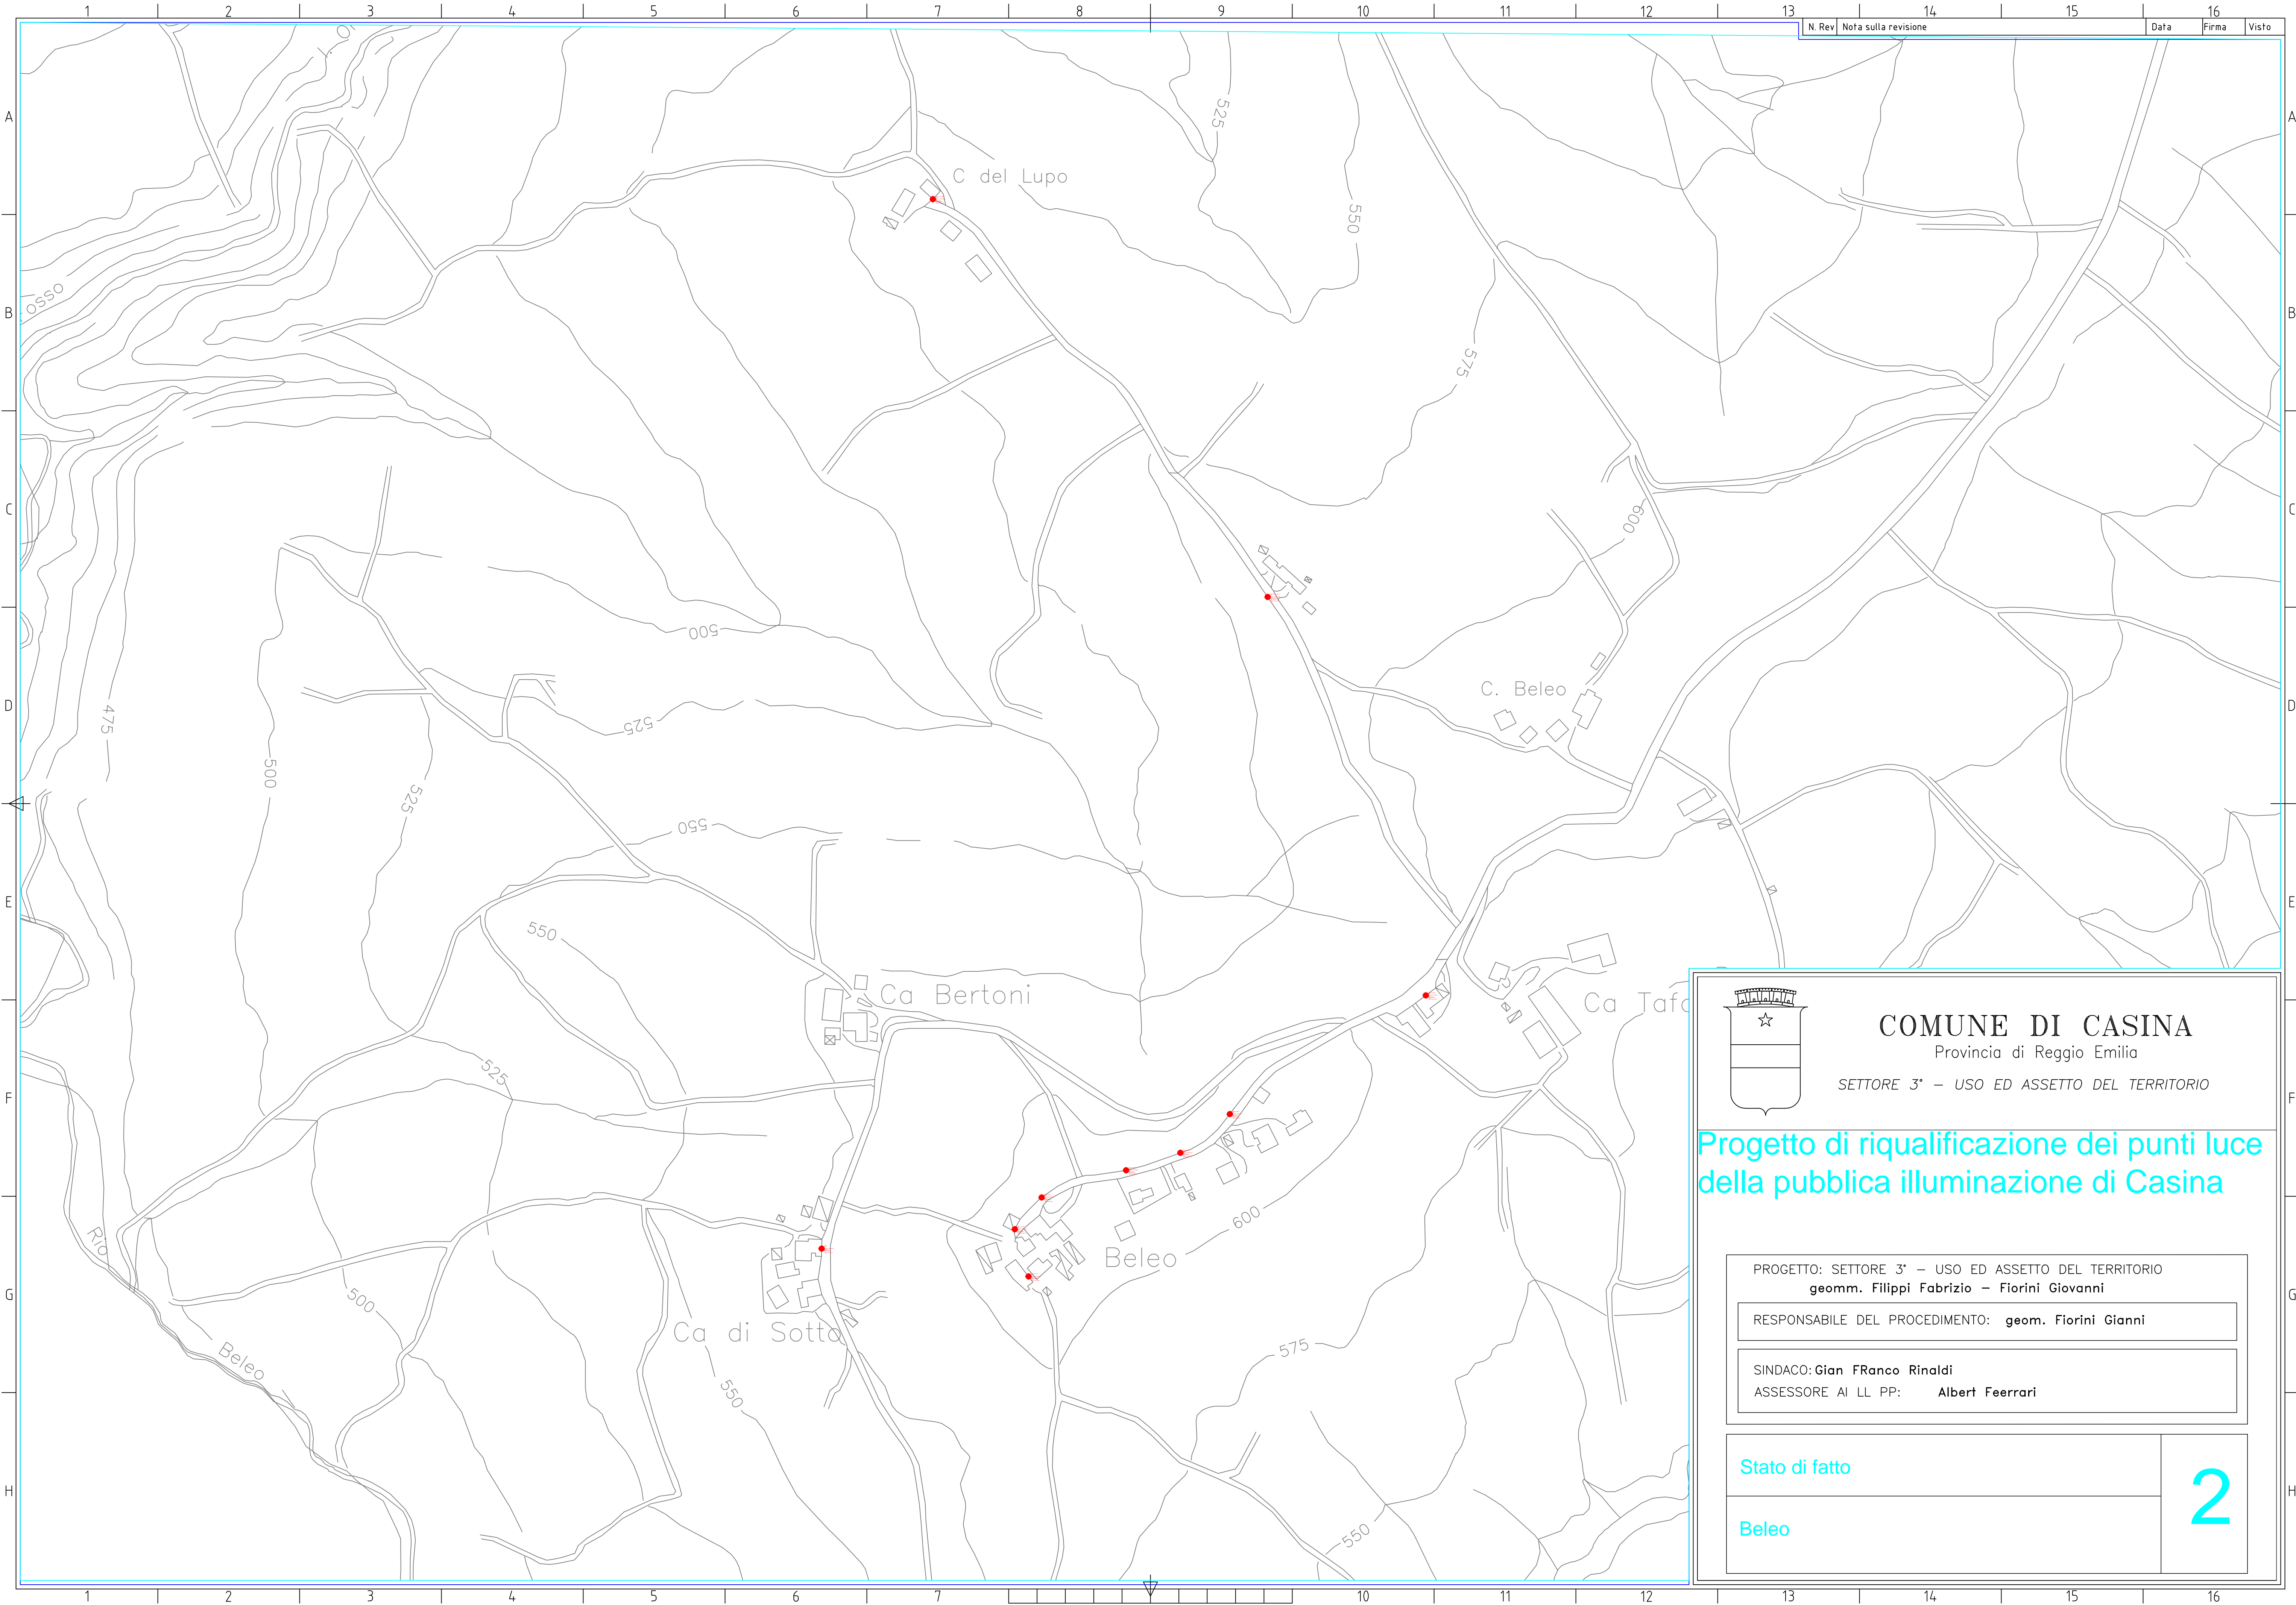 1 2 3 4 5 6 7 8 9 10 11 12 13 14 15 16
N. Rev Nota sulla revisione Data Firma Visto
A A
525
C del Lupo
550
B B
osso
575
C C
600
500
C. Beleo
D D
475
525
500
525
550
E E
550
Ca Bertoni
Ca Tafa
525
F F
600
Rio
Beleo
G G
500
Ca di Sotto
575
Beleo
550
H H
550
COMUNE DI CASINA
Provincia di Reggio Emilia
SETTORE 3° – USO ED ASSETTO DEL TERRITORIO
Progetto di riqualificazione dei punti luce
della pubblica illuminazione di Casina
PROGETTO: SETTORE 3° – USO ED ASSETTO DEL TERRITORIO
geomm. Filippi Fabrizio – Fiorini Giovanni
RESPONSABILE DEL PROCEDIMENTO: geom. Fiorini Gianni
SINDACO: Gian FRanco Rinaldi
ASSESSORE AI LL PP: Albert Feerrari
Stato di fatto
2
Beleo
1 2 3 4 5 6 7 10 11 12 13 14 15 16